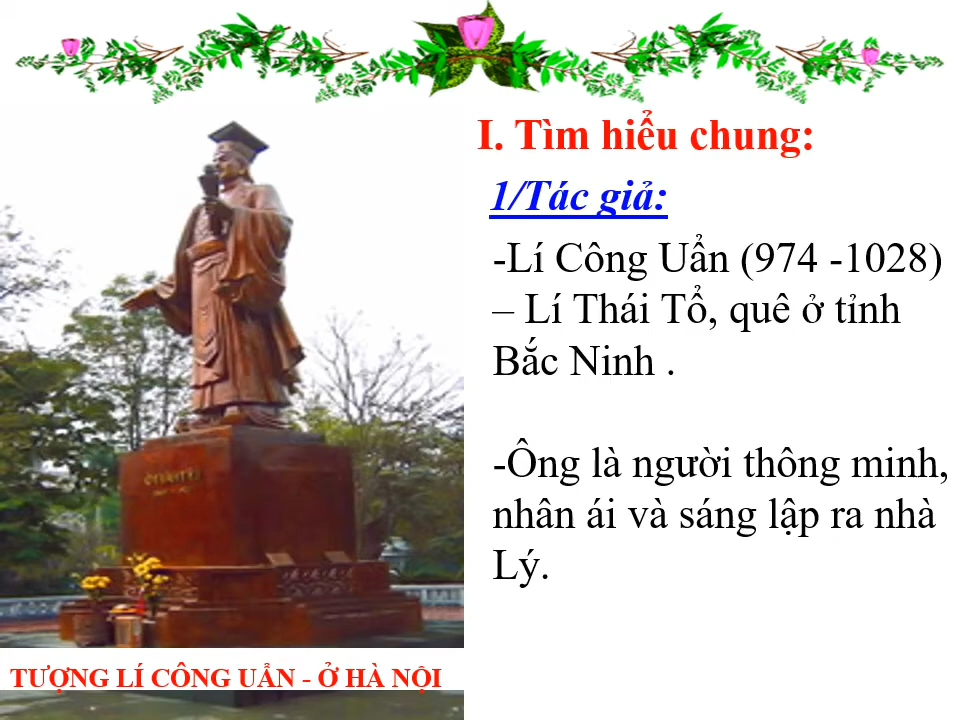 I. Tìm hiểu chung:
1/Tác giả:
-Lí Công Uẩn (974 -1028)
– Lí Thái Tổ, quê ở tỉnh
Bắc Ninh .
-Ông là người thông minh,
nhân ái và sáng lập ra nhà
Lý.
TƯỢNG LÍ CÔNG UẨN - Ở HÀ NỘI